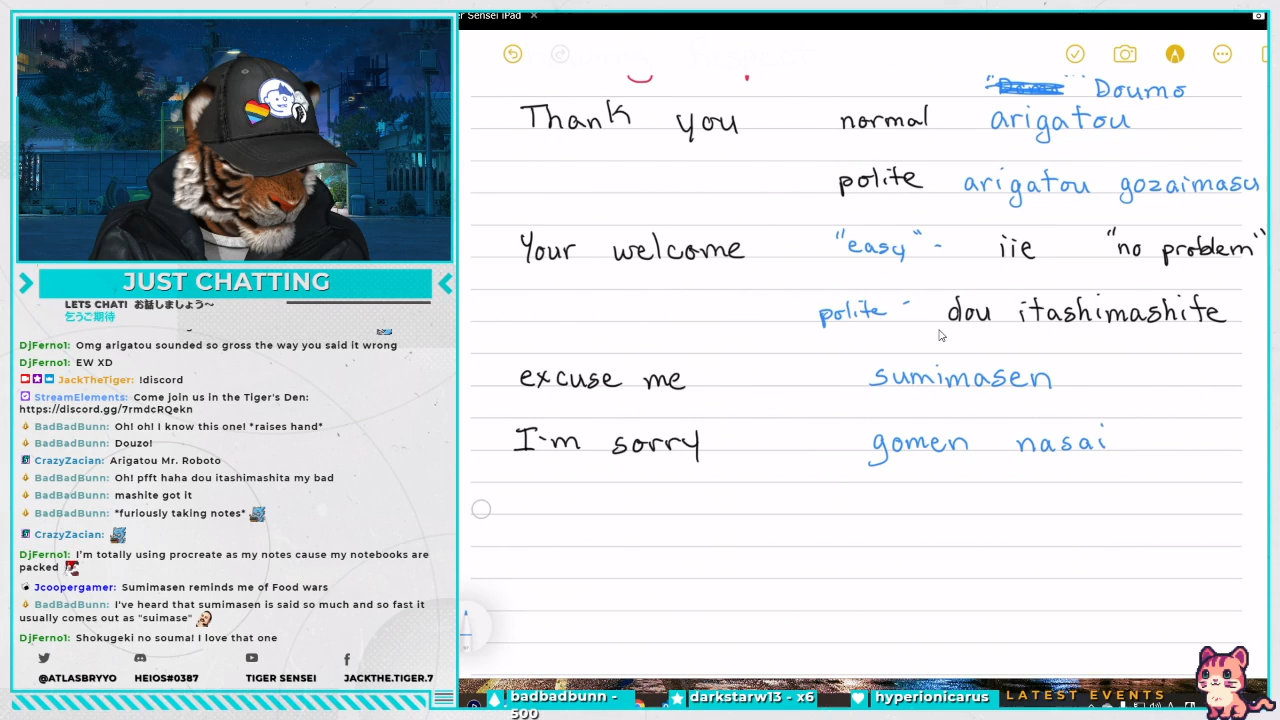 er Sensei iPad ×
Doumo
Thank you normal arigatou
polite arigatou gozaimasu
Your welcome "easy" - iie "no problem"
polite - dou itashimashite
excuse me sumimasen
I'm sorry gomen nasai
JUST CHATTING
LETS CHAT! お話しましょう〜
乞うご期待
DjFerno1: Omg arigatou sounded so gross the way you said it wrong
DjFerno1: EW XD
JackTheTiger: !discord
StreamElements: Come join us in the Tiger's Den:
https://discord.gg/7rmdcRQekn
BadBadBunn: Oh! oh! I know this one! *raises hand*
BadBadBunn: Douzo!
CrazyZacian: Arigatou Mr. Roboto
BadBadBunn: Oh! pfft haha dou itashimashita my bad
BadBadBunn: mashite got it
BadBadBunn: *furiously taking notes*
CrazyZacian:
DjFerno1: I'm totally using procreate as my notes cause my notebooks are
packed
Jcoopergamer: Sumimasen reminds me of Food wars
BadBadBunn: I've heard that sumimasen is said so much and so fast it
usually comes out as "suimase"
DjFerno1: Shokugeki no souma! I love that one
@ATLASBRYYO HEIOS#0387 TIGER SENSEI JACKTHE.TIGER.7
badbadbunn -
500
darkstarw13 - x6
hyperionicarus
LATEST EVENTS